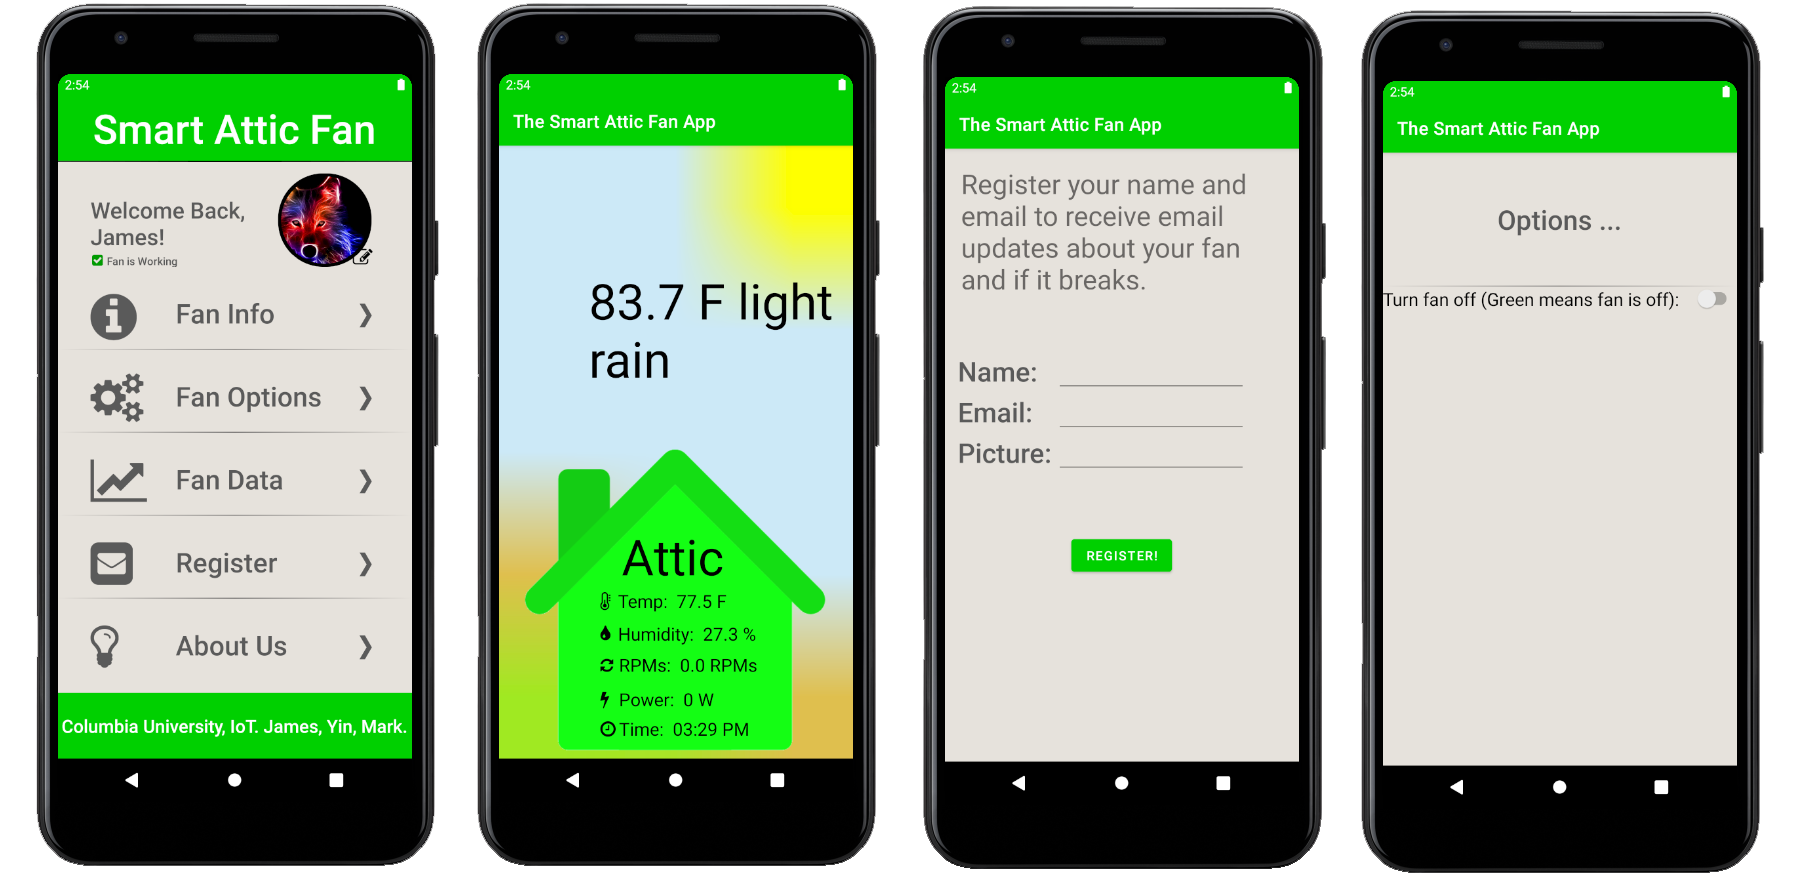 2:54
Smart Attic Fan
Welcome Back,
James!
Fan is Working
Fan Info
Fan Options
Fan Data
Register
About Us
Columbia University, IoT. James, Yin, Mark.
2:54
The Smart Attic Fan App
83.7 F light
rain
Attic
Temp: 77.5 F
Humidity: 27.3 %
RPMs: 0.0 RPMs
Power: 0 W
Time: 03:29 PM
2:54
The Smart Attic Fan App
Register your name and
email to receive email
updates about your fan
and if it breaks.
Name:
Email:
Picture:
REGISTER!
2:54
The Smart Attic Fan App
Options ...
Turn fan off (Green means fan is off):